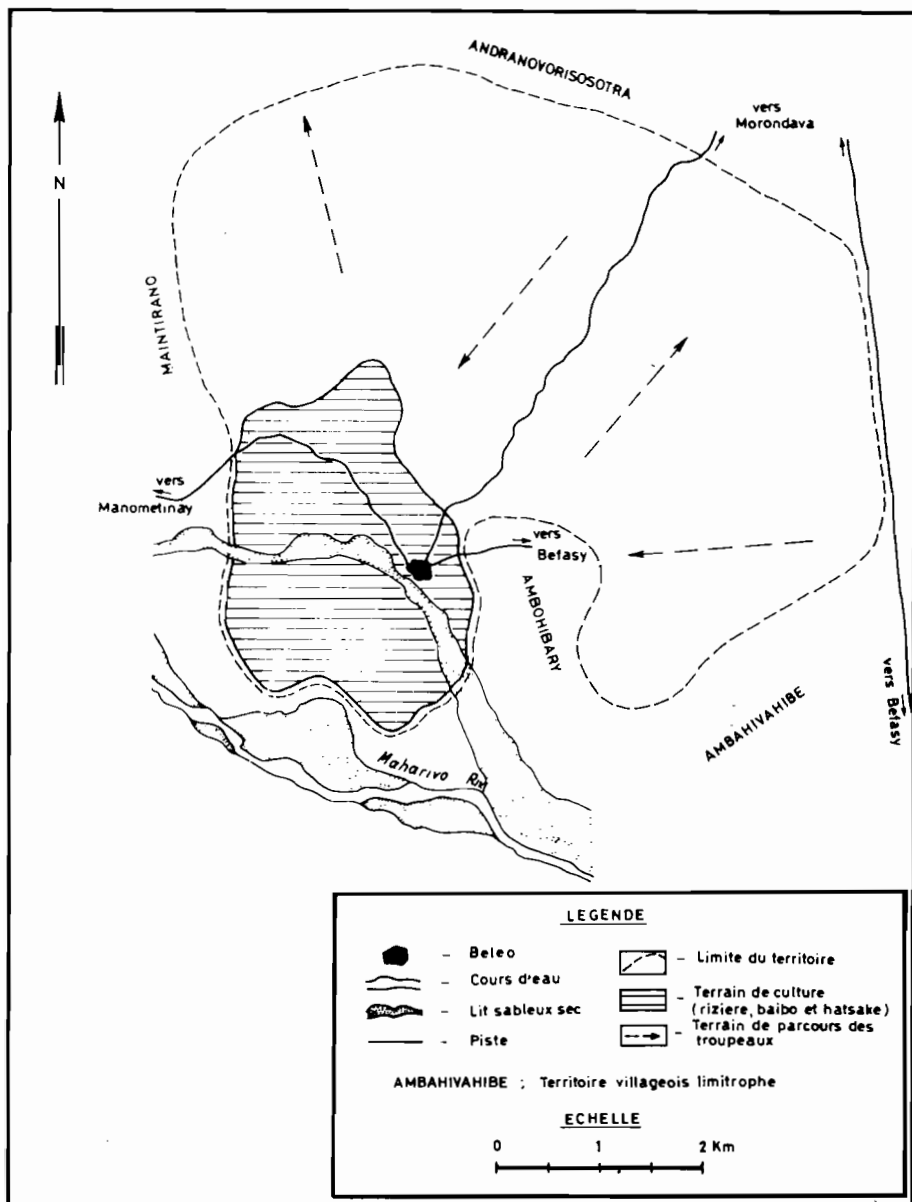 ANDRANOVORISOSOTRA
vers
Morondava
N
MAINTIRANO
vers
Manometinay
vers
Befasy
AMBOHIBARY
vers Befasy
AMBAHIVAHIBE
Maharivo Riv
LEGENDE
- Beleo
- Cours d'eau
- Lit sableux sec
- Piste
- Limite du territoire
- Terrain de culture
(riziere, baibo et hatsake)
- Terrain de parcours des
troupeaux
AMBAHIVAHIBE : Territoire villageois limitrophe
ECHELLE
0 1 2 Km